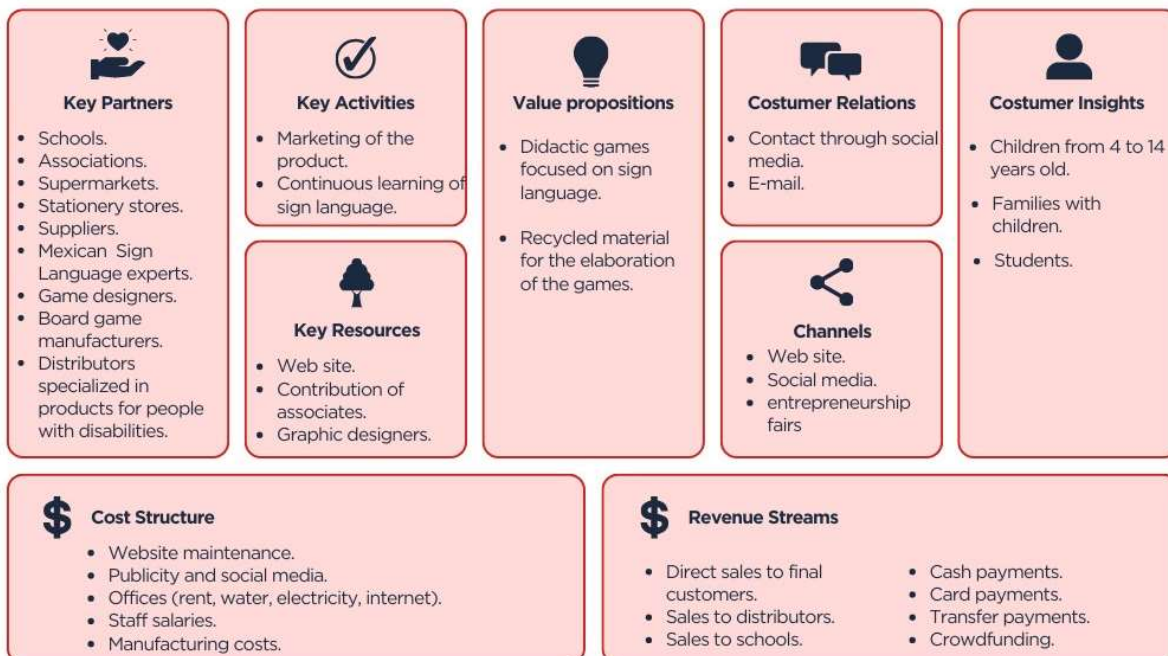 Key Partners
Schools.
Associations.
Supermarkets.
Stationery stores.
Suppliers.
Mexican Sign
Language experts.
Game designers.
Board game
manufacturers.
Distributors
specialized in
products for people
with disabilities.
Key Activities
Marketing of the
product.
Continuous learning of
sign language.
Key Resources
Web site.
Contribution of
associates.
Graphic designers.
Value propositions
Didactic games
focused on sign
language.
Recycled material
for the elaboration
of the games.
Costumer Relations
Contact through social
media.
E-mail.
Channels
Web site.
Social media.
entrepreneurship
fairs
Costumer Insights
Children from 4 to 14
years old.
Families with
children.
Students.
$ Cost Structure
Website maintenance.
Publicity and social media.
Offices (rent, water, electricity, internet).
Staff salaries.
Manufacturing costs.
$ Revenue Streams
Direct sales to final
customers.
Sales to distributors.
Sales to schools.
Cash payments.
Card payments.
Transfer payments.
Crowdfunding.